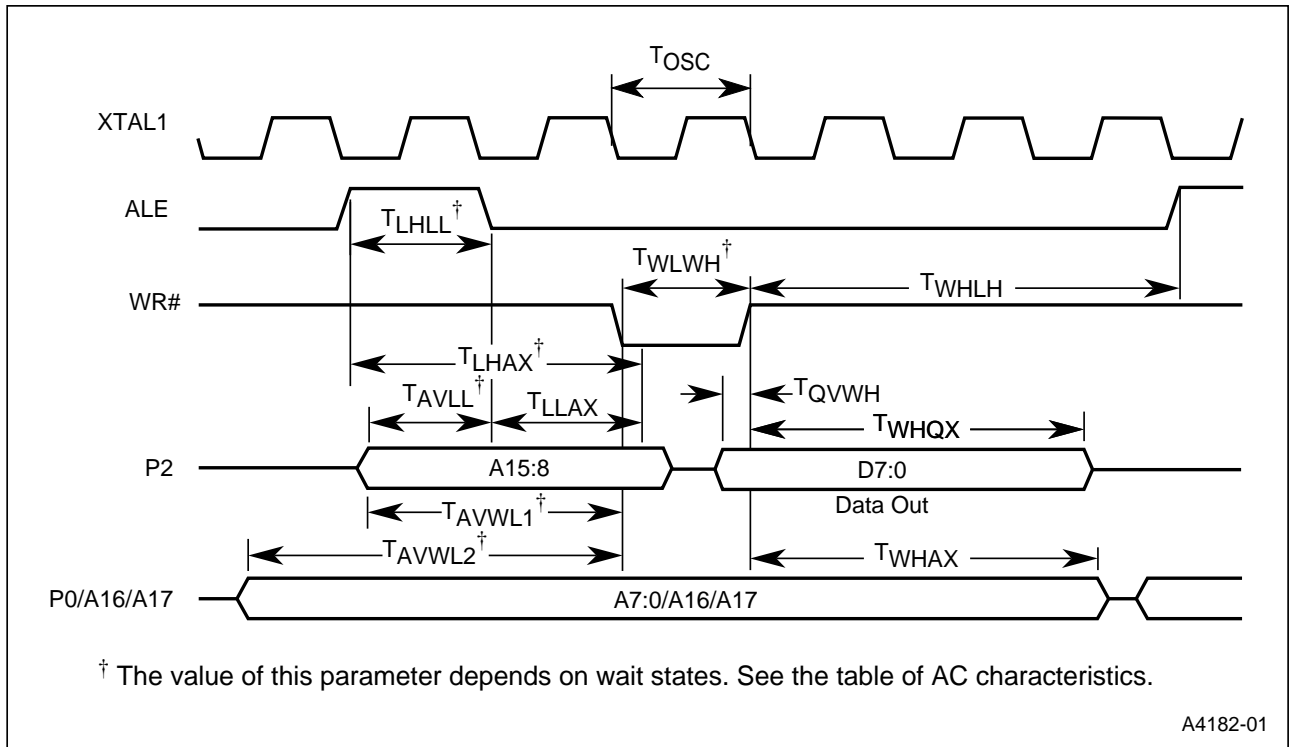 TOSC
XTAL1
ALE
TLHLL†
TWLWH†
WR#
TWHLH
TLHAX†
TAVLL†
TLLAX
TQVWH
TWHQX
P2
A15:8
D7:0
Data Out
TAVWL1†
TAVWL2†
TWHAX
P0/A16/A17
A7:0/A16/A17
† The value of this parameter depends on wait states. See the table of AC characteristics.
A4182-01